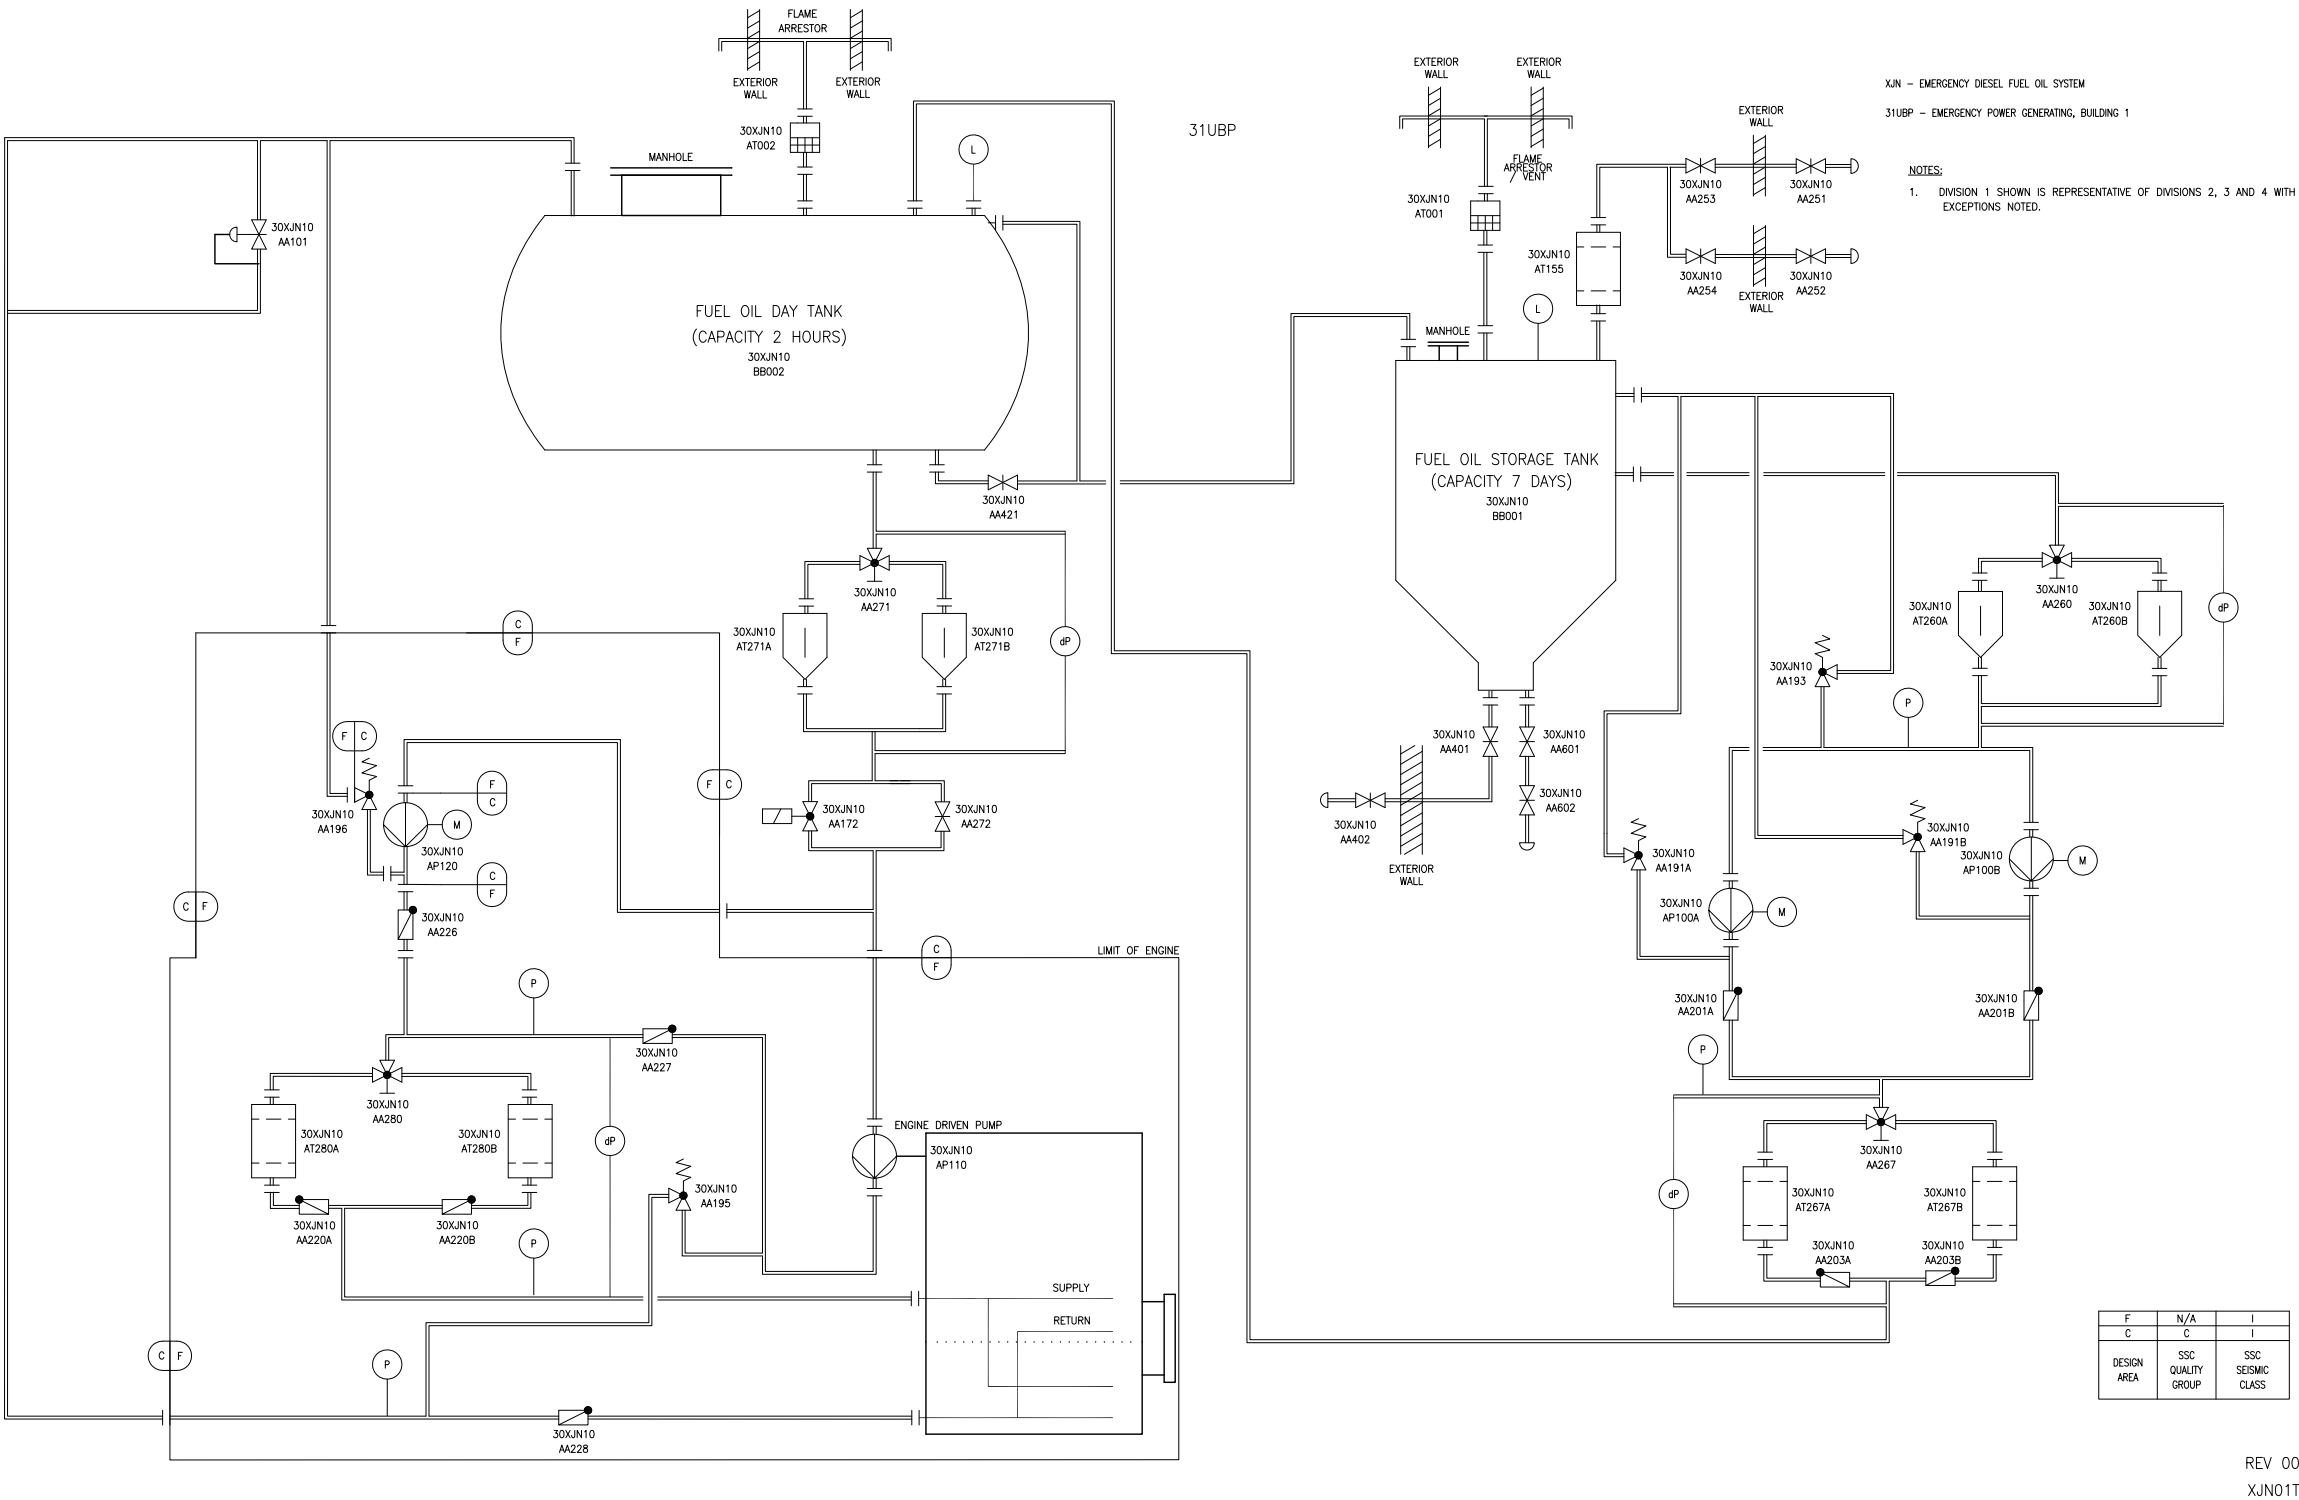 FLAME
ARRESTOR
EXTERIOR
WALL
EXTERIOR
WALL
30XJN10
AT002
MANHOLE
L
30XJN10
AA101
FUEL OIL DAY TANK
(CAPACITY 2 HOURS)
30XJN10
BB002
30XJN10
AA421
31UBP
EXTERIOR
WALL
EXTERIOR
WALL
FLAME
ARRESTOR
/ VENT
30XJN10
AT001
EXTERIOR
WALL
30XJN10
AA253
30XJN10
AA251
30XJN10
AT155
30XJN10
AA254
30XJN10
AA252
EXTERIOR
WALL
L
MANHOLE
XJN – EMERGENCY DIESEL FUEL OIL SYSTEM
31UBP – EMERGENCY POWER GENERATING, BUILDING 1
NOTES:
1. DIVISION 1 SHOWN IS REPRESENTATIVE OF DIVISIONS 2, 3 AND 4 WITH
EXCEPTIONS NOTED.
FUEL OIL STORAGE TANK
(CAPACITY 7 DAYS)
30XJN10
BB001
30XJN10
AA271
30XJN10
AT271A
30XJN10
AT271B
dP
30XJN10
AA260
30XJN10
AT260A
30XJN10
AT260B
dP
30XJN10
AA193
P
C
F
F C
30XJN10
AA196
F
C
M
30XJN10
AP120
C
F
30XJN10
AA226
F C
C F
30XJN10
AA172
30XJN10
AA272
C
F
LIMIT OF ENGINE
30XJN10
AA401
30XJN10
AA601
30XJN10
AA602
30XJN10
AA402
EXTERIOR
WALL
30XJN10
AA191A
30XJN10
AA191B
30XJN10
AP100A
M
30XJN10
AP100B
M
30XJN10
AA201A
30XJN10
AA201B
P
P
30XJN10
AA227
30XJN10
AA280
30XJN10
AT280A
30XJN10
AT280B
dP
30XJN10
AA220A
30XJN10
AA220B
P
30XJN10
AA195
ENGINE DRIVEN PUMP
30XJN10
AP110
SUPPLY
RETURN
30XJN10
AA267
30XJN10
AT267A
30XJN10
AT267B
dP
30XJN10
AA203A
30XJN10
AA203B
C F
P
30XJN10
AA228
F N/A I
C C I
DESIGN
AREA
SSC
QUALITY
GROUP
SSC
SEISMIC
CLASS
REV 00
XJN01T